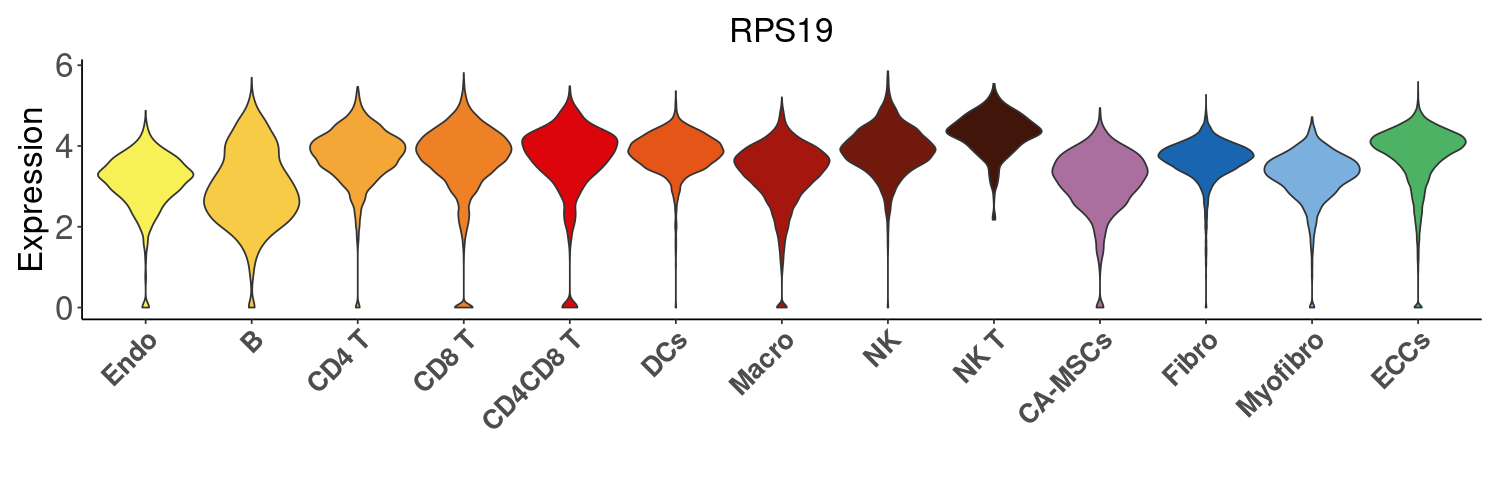 RPS19
Expression
6
4
2
0
Endo
B
CD4 T
CD8 T
CD4CD8 T
DCs
Macro
NK
NK T
CA-MSCs
Fibro
Myofibro
ECCs